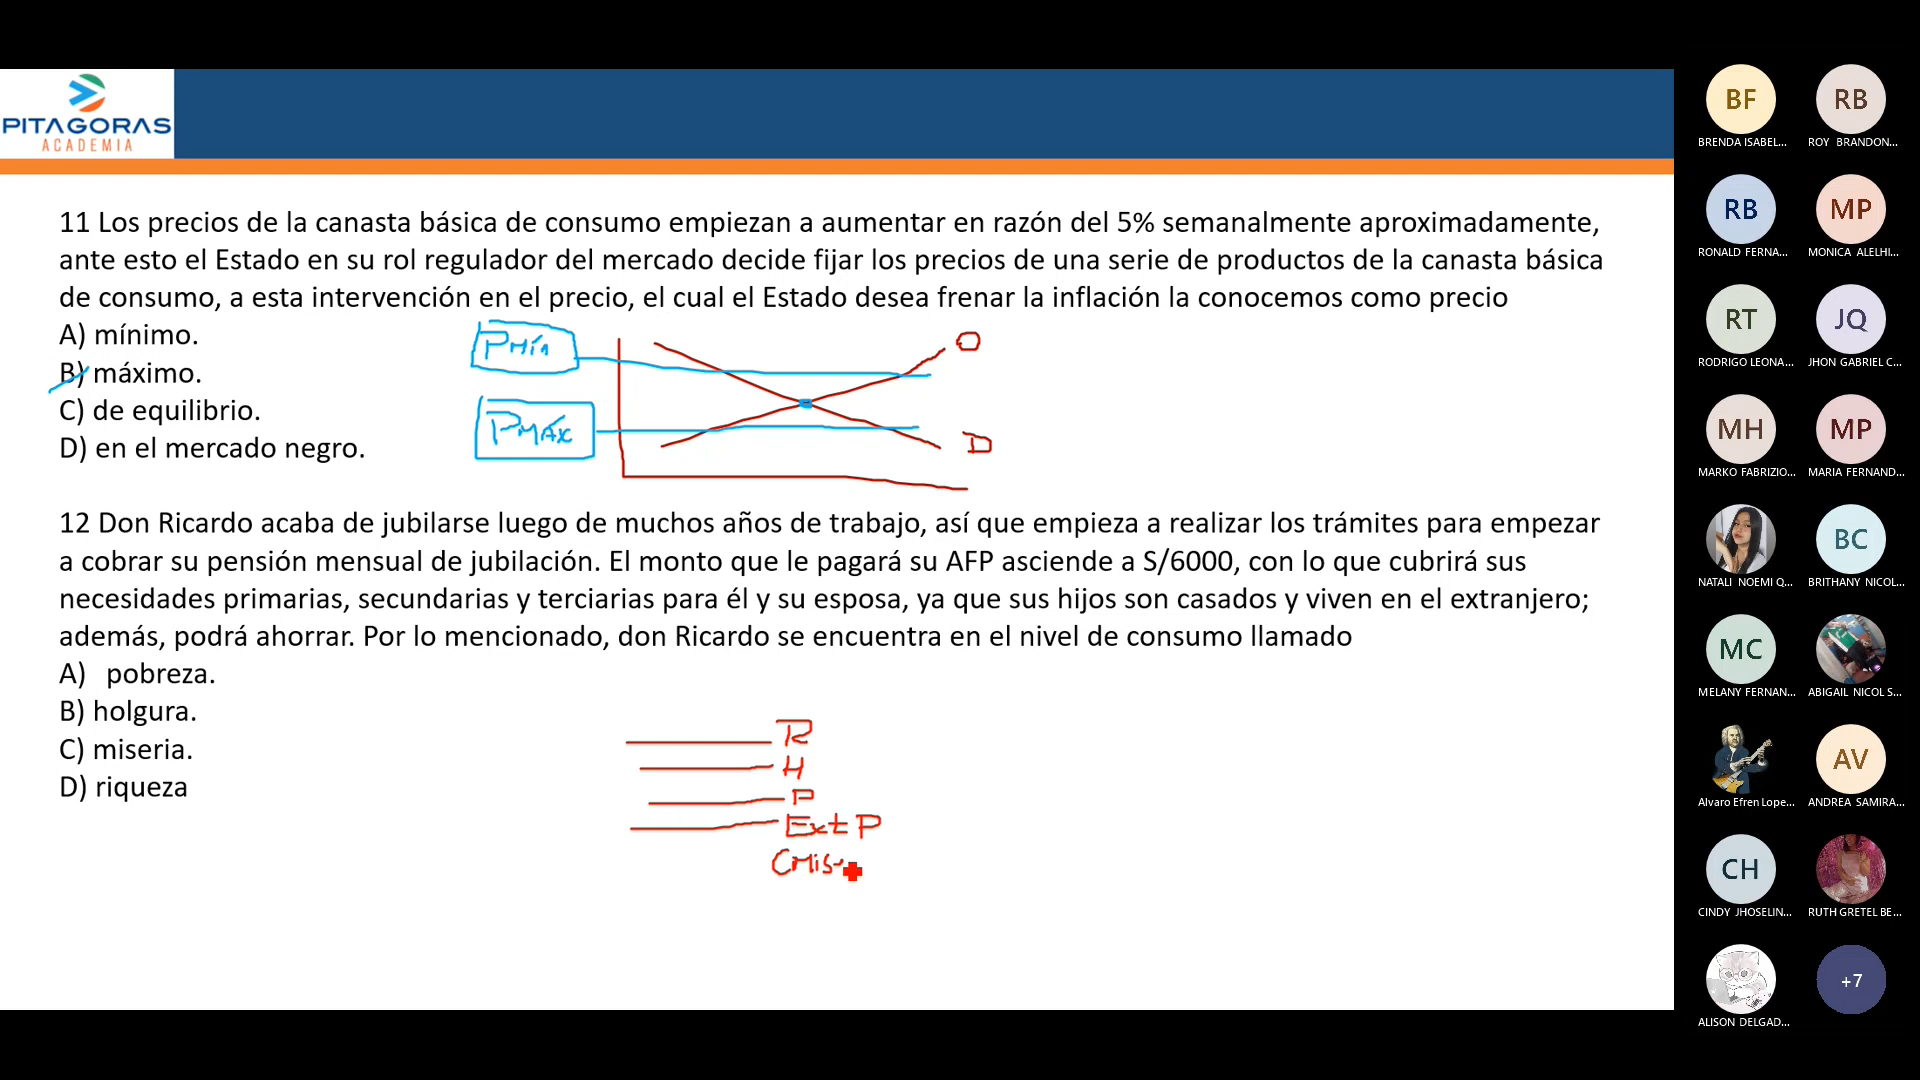 PITAGORAS
ACADEMIA
11 Los precios de la canasta básica de consumo empiezan a aumentar en razón del 5% semanalmente aproximadamente,
ante esto el Estado en su rol regulador del mercado decide fijar los precios de una serie de productos de la canasta básica
de consumo, a esta intervención en el precio, el cual el Estado desea frenar la inflación la conocemos como precio
A) mínimo.
B) máximo.
C) de equilibrio.
D) en el mercado negro.
PMín
O
PMÁX
D
12 Don Ricardo acaba de jubilarse luego de muchos años de trabajo, así que empieza a realizar los trámites para empezar
a cobrar su pensión mensual de jubilación. El monto que le pagará su AFP asciende a S/6000, con lo que cubrirá sus
necesidades primarias, secundarias y terciarias para él y su esposa, ya que sus hijos son casados y viven en el extranjero;
además, podrá ahorrar. Por lo mencionado, don Ricardo se encuentra en el nivel de consumo llamado
A) pobreza.
B) holgura.
C) miseria.
D) riqueza
R
H
P
Ext P
(Mis
BF
BRENDA ISABEL...
RB
ROY BRANDON...
RB
RONALD FERNA...
MP
MONICA ALELHI...
RT
RODRIGO LEONA...
JQ
JHON GABRIEL C...
MH
MARKO FABRIZIO...
MP
MARIA FERNAND...
NATALI NOEMI Q...
BC
BRITHANY NICOL...
MC
MELANY FERNAN...
ABIGAIL NICOL S...
Alvaro Efren Lope...
AV
ANDREA SAMIRA...
CH
CINDY JHOSELIN...
RUTH GRETEL BE...
ALISON DELGAD...
+7